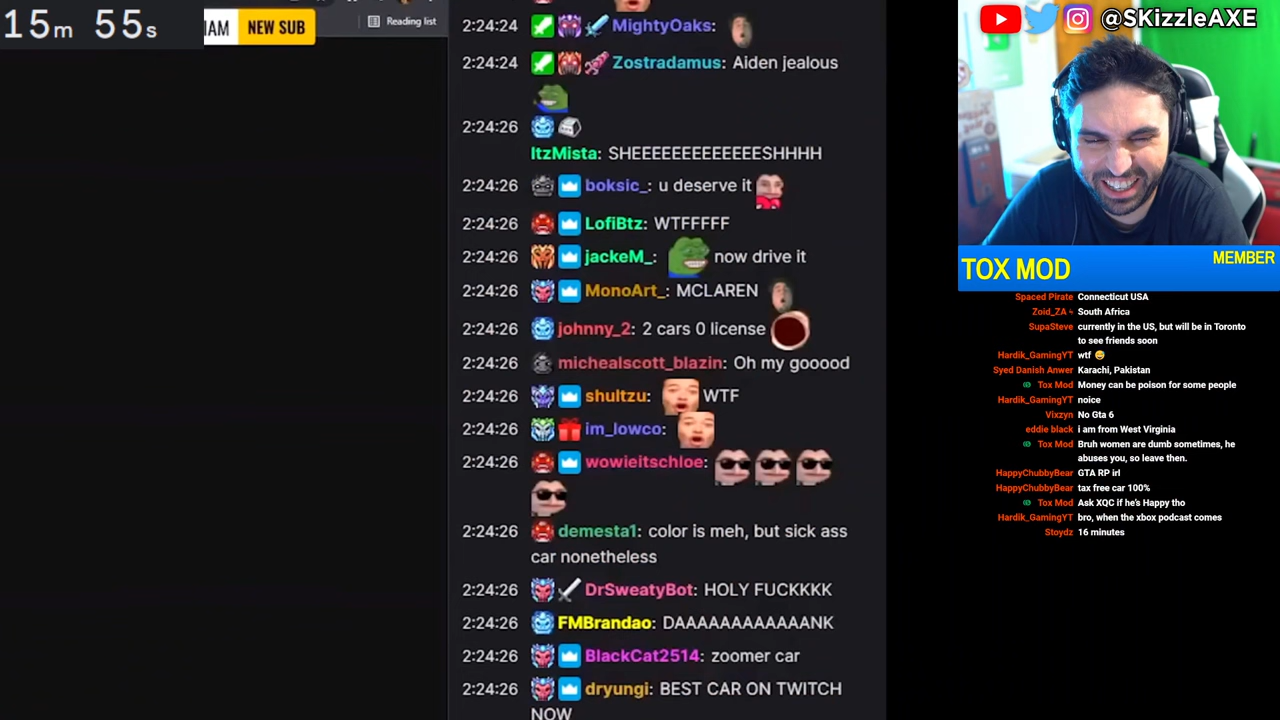 15m 55s
IAM NEW SUB
Reading list
2:24:24 MightyOaks:
2:24:24 Zostradamus: Aiden jealous
2:24:26
ItzMista: SHEEEEEEEEEEEEESHHHH
2:24:26 boksic_: u deserve it
2:24:26 LofiBtz: WTFFFFF
2:24:26 jackeM_: now drive it
2:24:26 MonoArt_: MCLAREN
2:24:26 johnny_2: 2 cars 0 license
2:24:26 michealscott_blazin: Oh my gooood
2:24:26 shultzu: WTF
2:24:26 im_lowco:
2:24:26 wowieitschloe:
2:24:26 demesta1: color is meh, but sick ass
car nonetheless
2:24:26 DrSweatyBot: HOLY FUCKKKK
2:24:26 FMBrandao: DAAAAAAAAAAAANK
2:24:26 BlackCat2514: zoomer car
2:24:26 dryungi: BEST CAR ON TWITCH
NOW
@SKizzleAXE
TOX MOD MEMBER
Spaced Pirate Connecticut USA
Zoid_ZA South Africa
SupaSteve currently in the US, but will be in Toronto
to see friends soon
Hardik_GamingYT wtf 😅
Syed Danish Anwer Karachi, Pakistan
Tox Mod Money can be poison for some people
Hardik_GamingYT noice
Vixzyn No Gta 6
eddie black i am from West Virginia
Tox Mod Bruh women are dumb sometimes, he
abuses you, so leave then.
HappyChubbyBear GTA RP irl
HappyChubbyBear tax free car 100%
Tox Mod Ask XQC if he's Happy tho
Hardik_GamingYT bro, when the xbox podcast comes
Stoydz 16 minutes